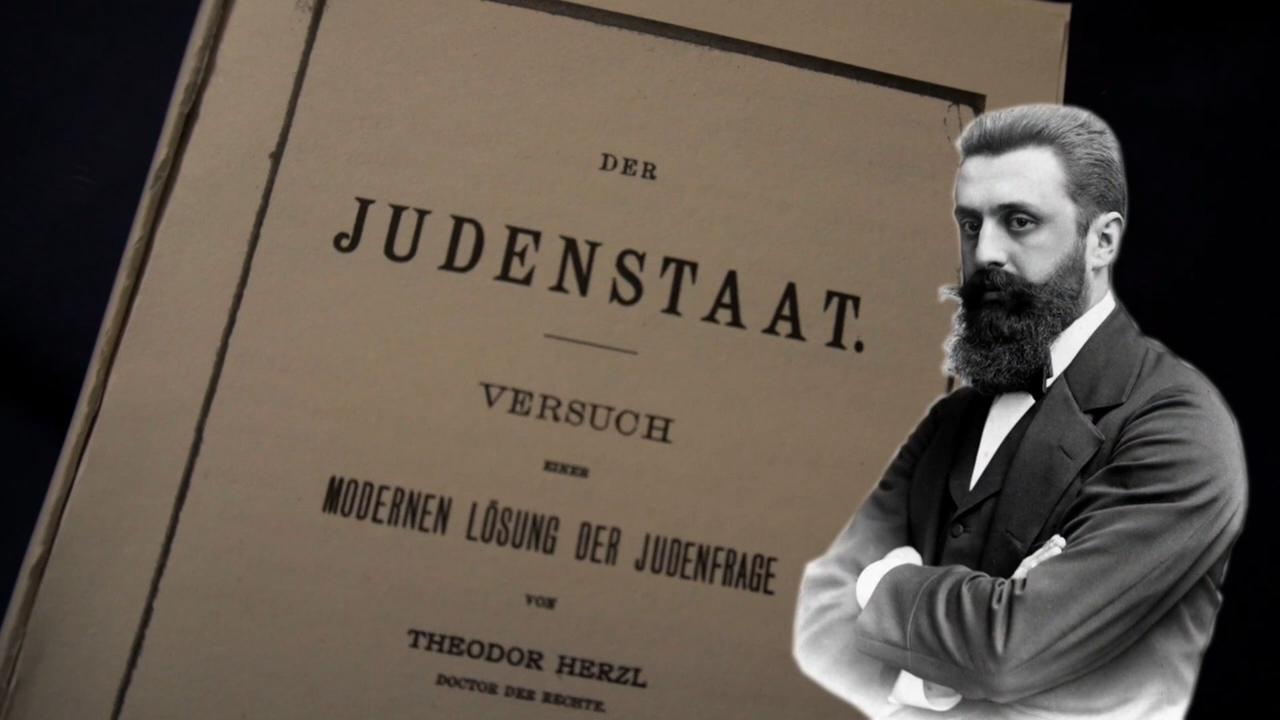 DER
JUDENSTAAT.
VERSUCH
EINER
MODERNEN LÖSUNG DER JUDENFRAGE
VON
THEODOR HERZL
DOCTOR DER RECHTE.